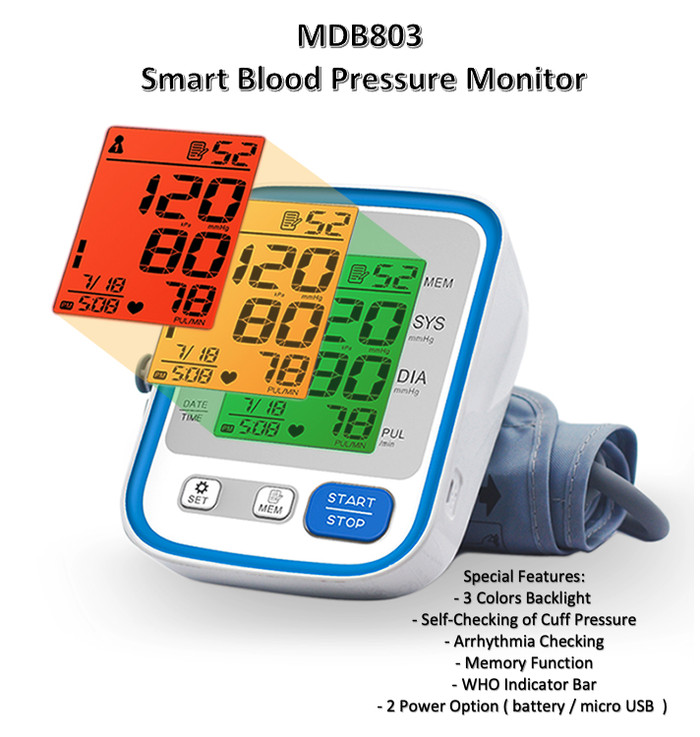 MDB803
Smart Blood Pressure Monitor
52
120
kPa mmHg
80
7/18
PM 5:08
78
PUL/MIN
52
120
kPa mmHg
80
7/18
PM 5:08
78
PUL/MIN
52
MEM
20
kPa mmHg
SYS
mmHg
80
DIA
mmHg
DATE
TIME
7/18
PM 5:08
78
PUL/MIN
PUL
/min
SET
MEM
START
STOP
Special Features:
- 3 Colors Backlight
- Self-Checking of Cuff Pressure
- Arrhythmia Checking
- Memory Function
- WHO Indicator Bar
- 2 Power Option ( battery / micro USB )